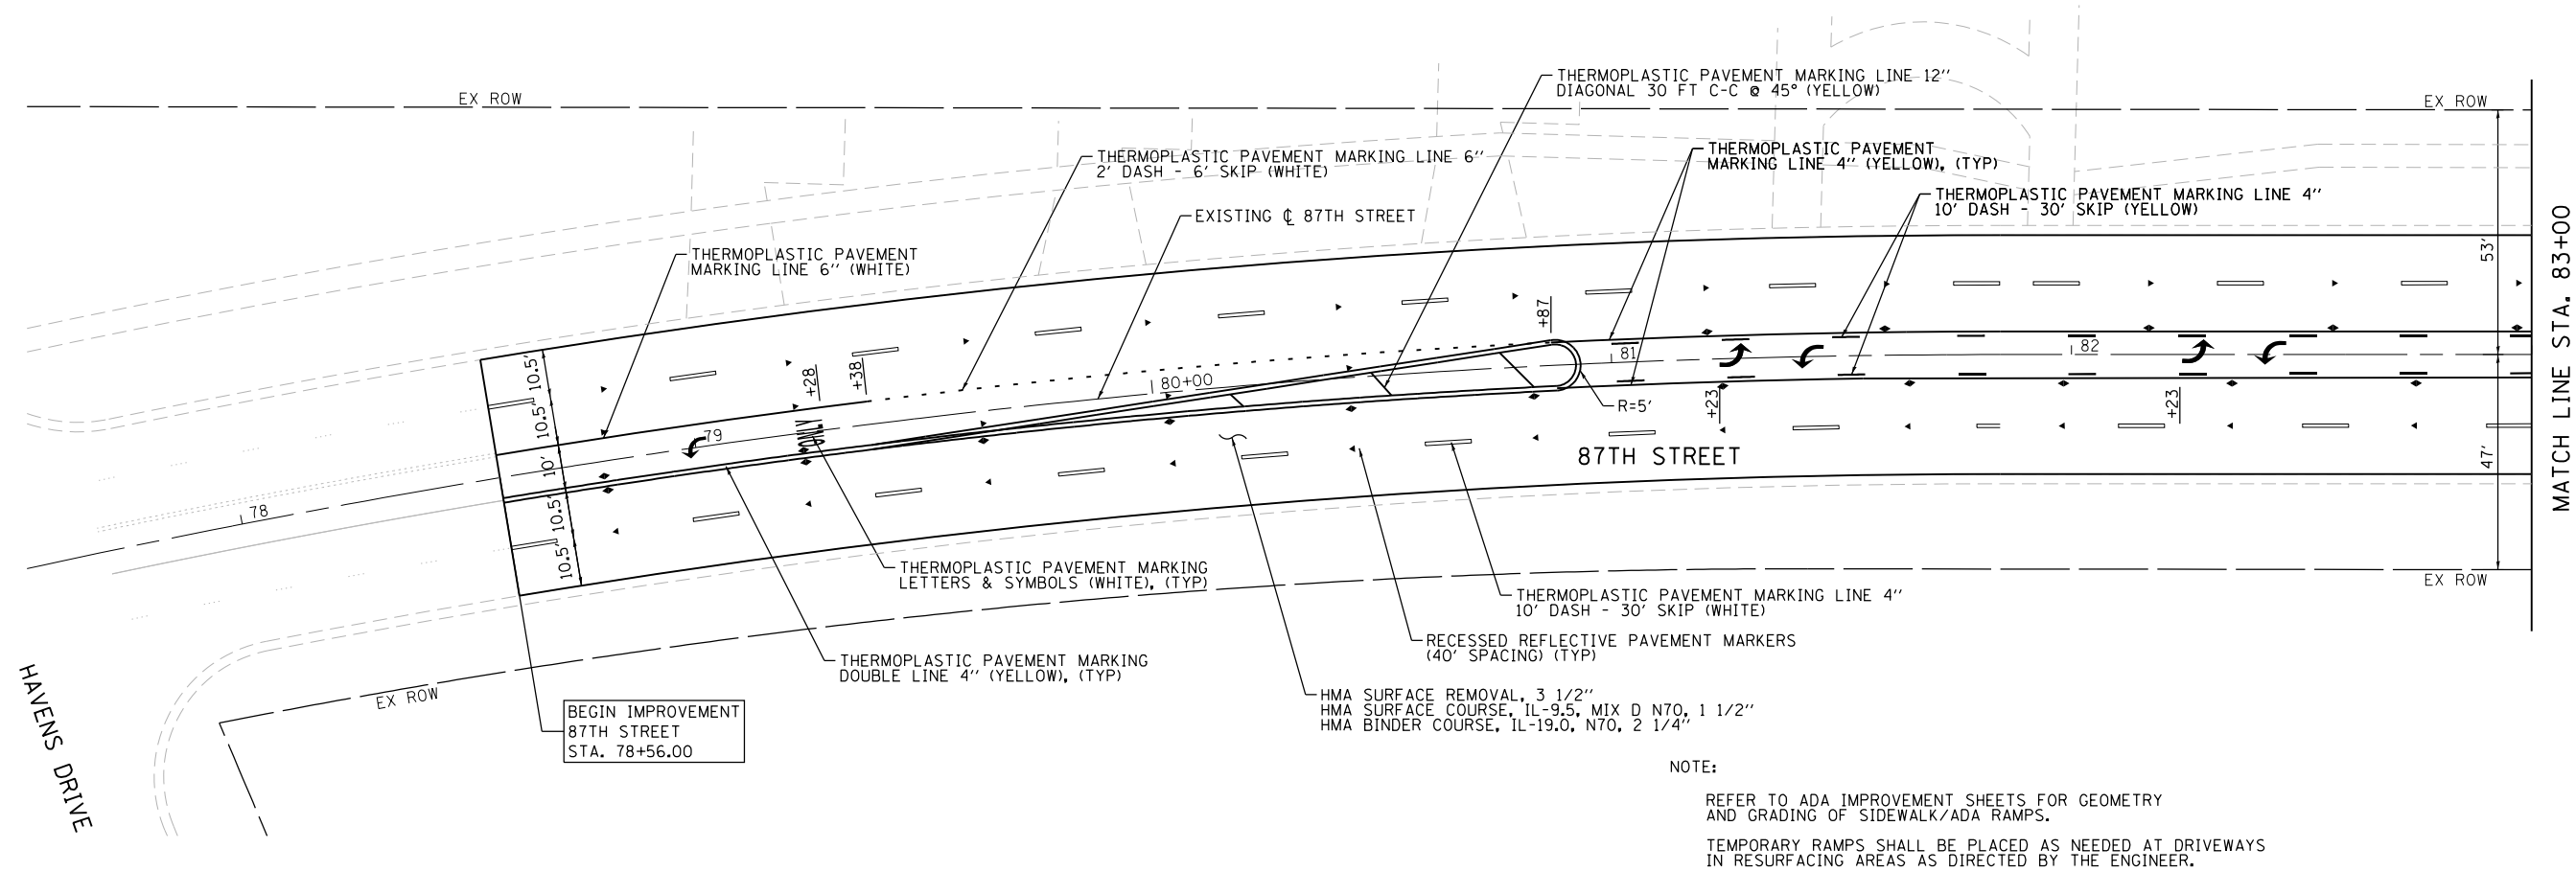 EX ROW
THERMOPLASTIC PAVEMENT MARKING LINE 12"
DIAGONAL 30 FT C-C @ 45° (YELLOW)
EX ROW
THERMOPLASTIC PAVEMENT MARKING LINE 6"
2' DASH - 6' SKIP (WHITE)
THERMOPLASTIC PAVEMENT
MARKING LINE 4" (YELLOW), (TYP)
THERMOPLASTIC PAVEMENT MARKING LINE 4"
10' DASH - 30' SKIP (YELLOW)
EXISTING ℄ 87TH STREET
THERMOPLASTIC PAVEMENT
MARKING LINE 6" (WHITE)
53'
MATCH LINE STA. 83+00
+87
+28
+38
81
82
80+00
10.5'
10.5'
10'
10.5'
10.5'
79
ONLY
R=5'
+23
+23
87TH STREET
47'
78
THERMOPLASTIC PAVEMENT MARKING
LETTERS & SYMBOLS (WHITE), (TYP)
EX ROW
THERMOPLASTIC PAVEMENT MARKING LINE 4"
10' DASH - 30' SKIP (WHITE)
RECESSED REFLECTIVE PAVEMENT MARKERS
(40' SPACING) (TYP)
THERMOPLASTIC PAVEMENT MARKING
DOUBLE LINE 4" (YELLOW), (TYP)
EX ROW
HMA SURFACE REMOVAL, 3 1/2"
HMA SURFACE COURSE, IL-9.5, MIX D N70, 1 1/2"
HMA BINDER COURSE, IL-19.0, N70, 2 1/4"
BEGIN IMPROVEMENT
87TH STREET
STA. 78+56.00
HAVENS DRIVE
NOTE:
REFER TO ADA IMPROVEMENT SHEETS FOR GEOMETRY
AND GRADING OF SIDEWALK/ADA RAMPS.
TEMPORARY RAMPS SHALL BE PLACED AS NEEDED AT DRIVEWAYS
IN RESURFACING AREAS AS DIRECTED BY THE ENGINEER.